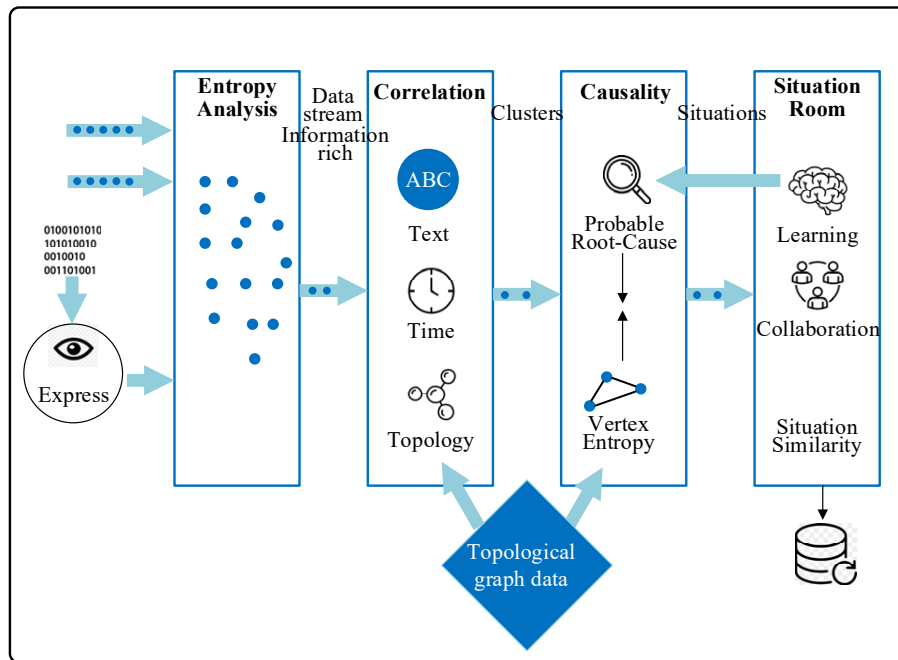 Entropy
Analysis
Data
stream
Information
rich
Correlation
Clusters
Causality
Situations
Situation
Room
ABC
Text
Time
Topology
Probable
Root-Cause
Vertex
Entropy
Learning
Collaboration
Situation
Similarity
0100101010
101010010
0010010
001101001
Express
Topological
graph data